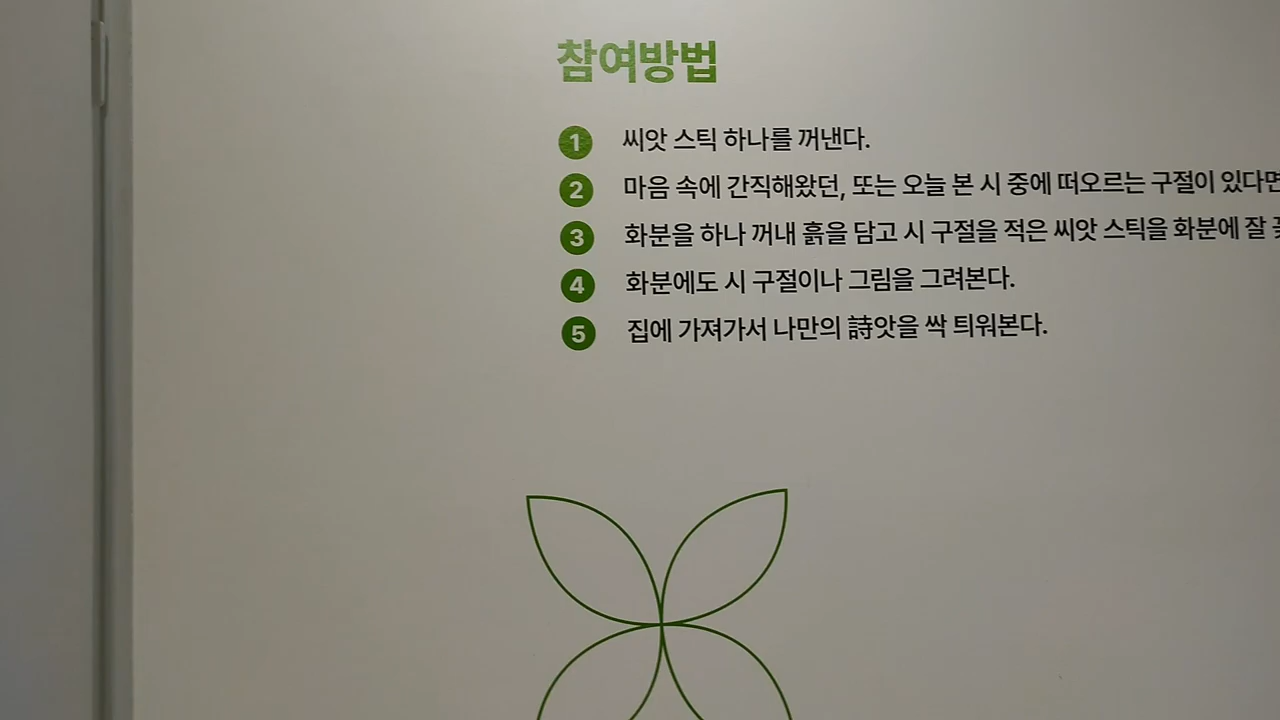 참여방법
1 씨앗 스틱 하나를 꺼낸다.
2 마음 속에 간직해왔던, 또는 오늘 본 시 중에 떠오르는 구절이 있다면
3 화분을 하나 꺼내 흙을 담고 시 구절을 적은 씨앗 스틱을 화분에 잘
4 화분에도 시 구절이나 그림을 그려본다.
5 집에 가져가서 나만의 詩앗을 싹 틔워본다.